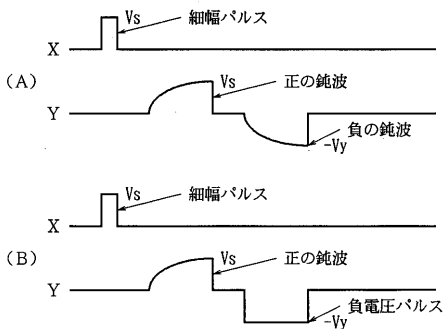 Vs 細幅パルス
X
(A)
Vs 正の鈍波
Y
負の鈍波
-Vy
Vs 細幅パルス
X
(B)
Vs 正の鈍波
Y
負電圧パルス
-Vy